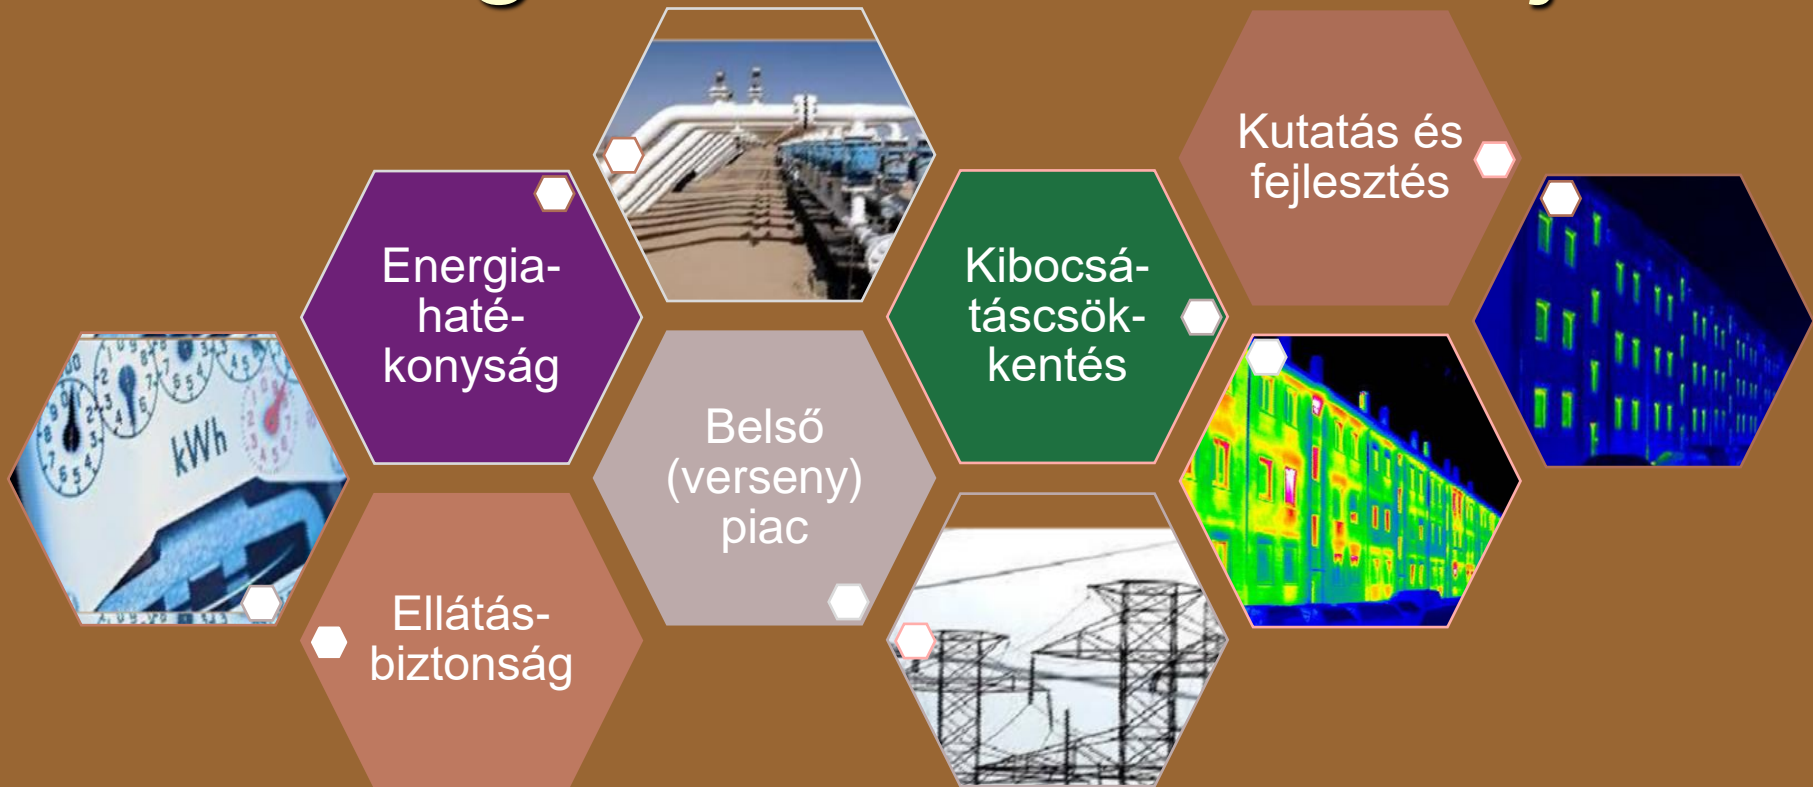 Energia-
haté-
konyság
Ellátás-
biztonság
Belső
(verseny)
piac
Kibocsá-
táscsök-
kentés
Kutatás és
fejlesztés
kWh